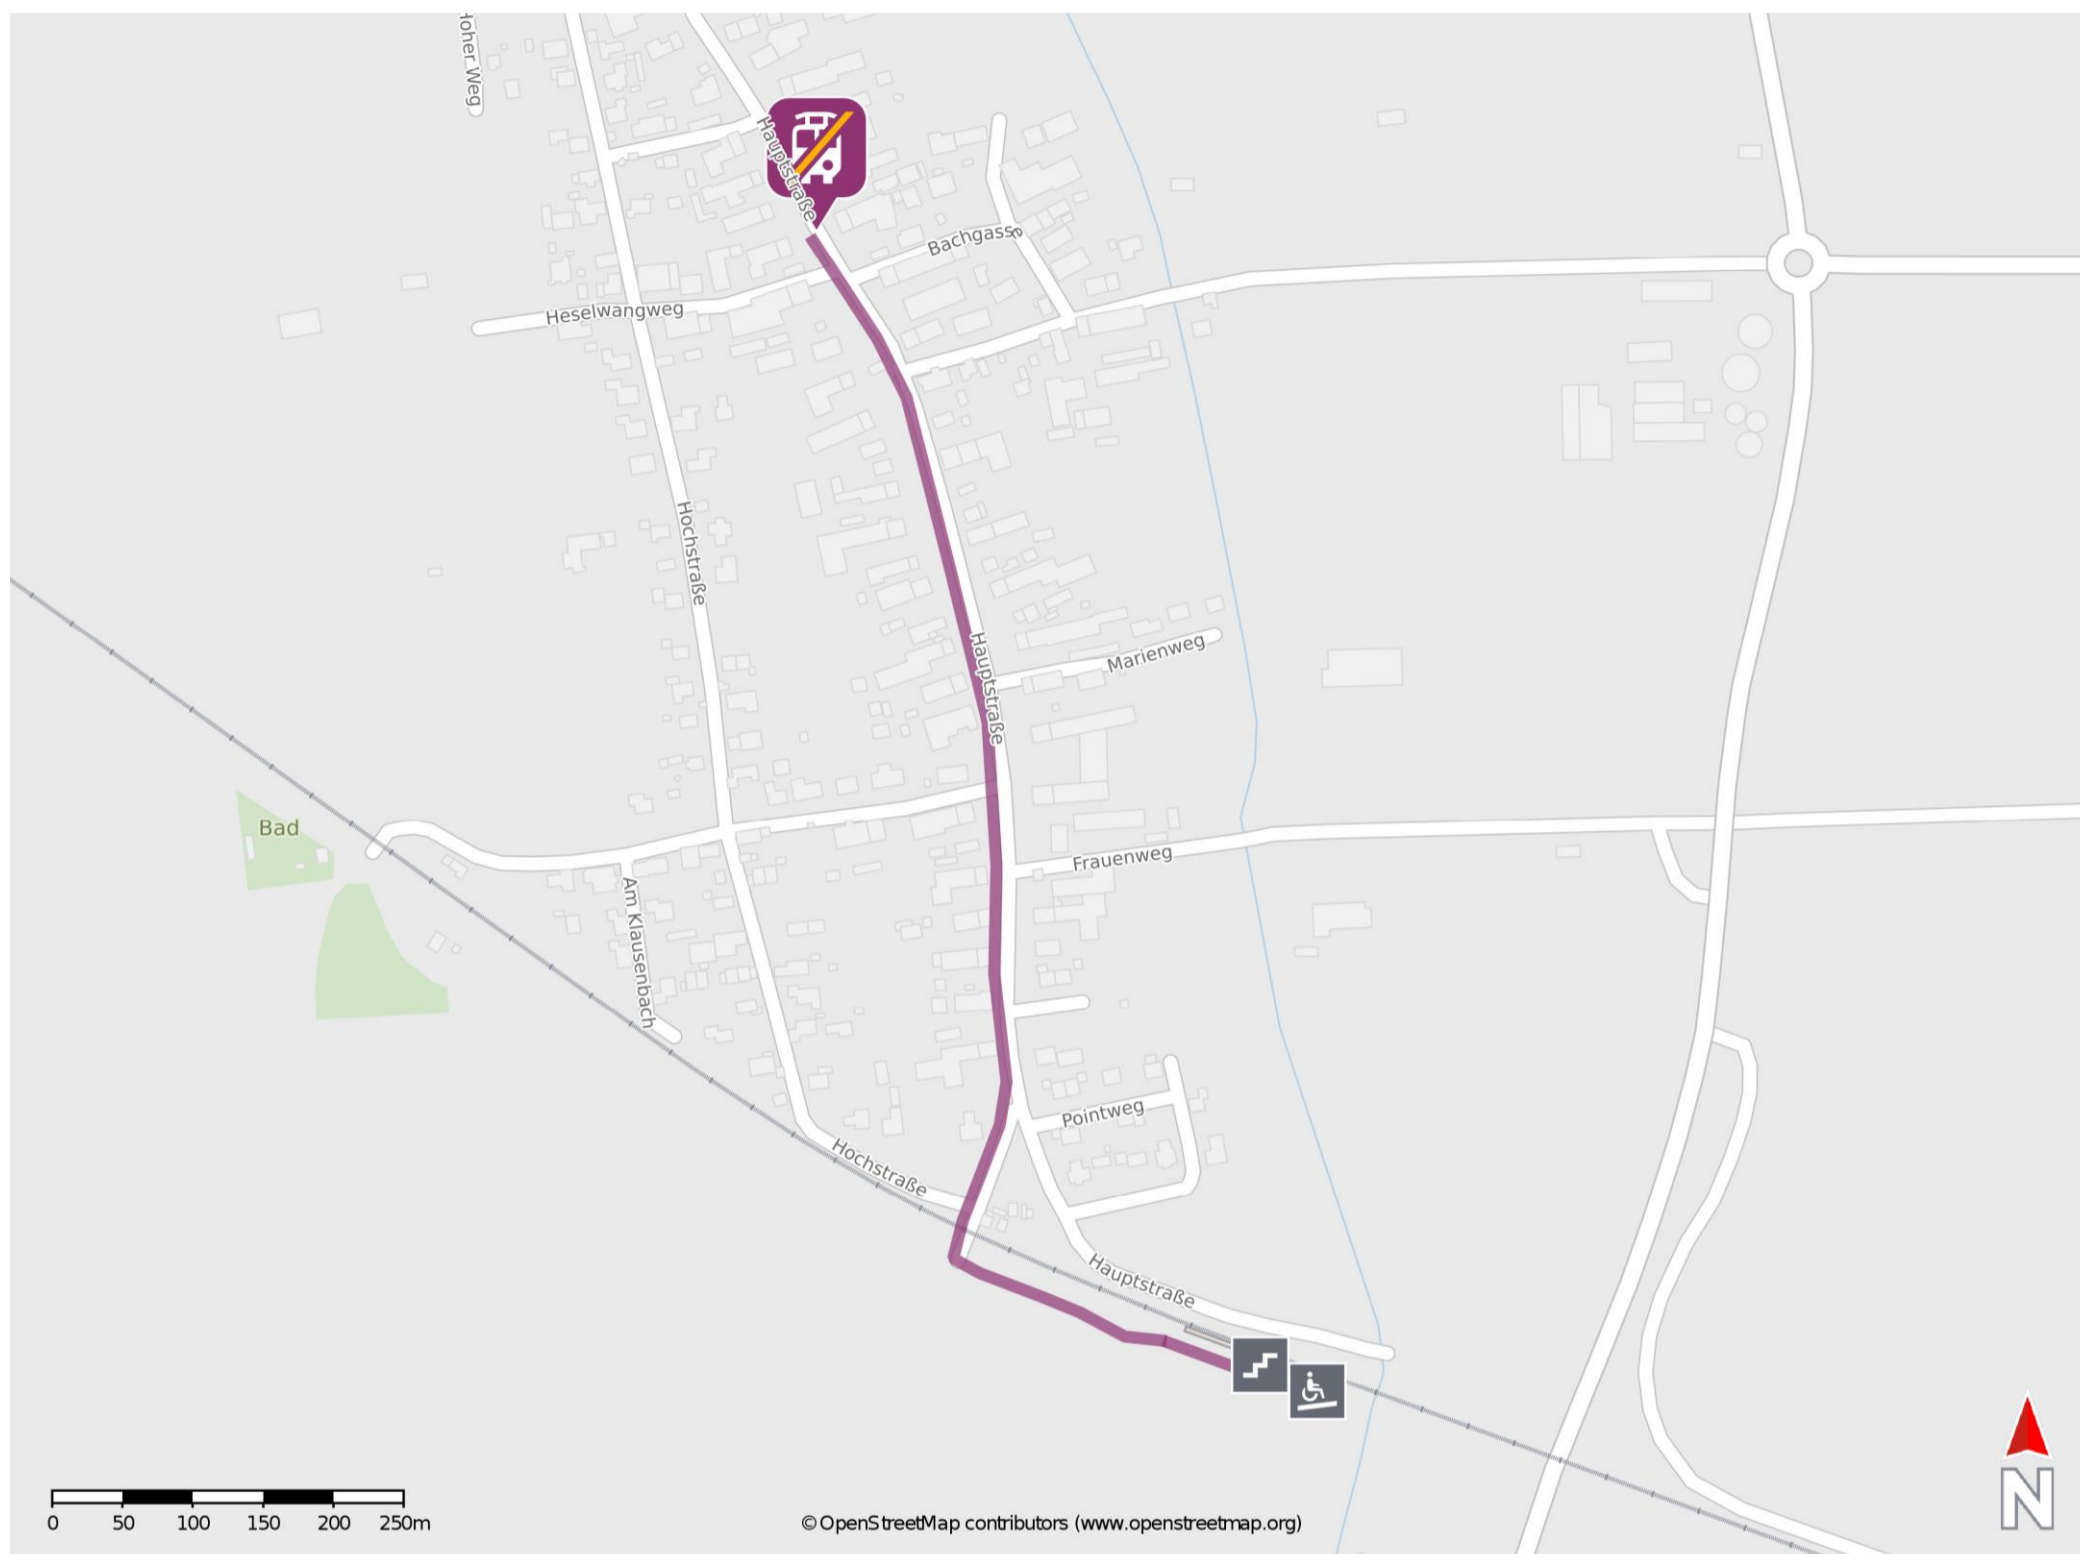 Hoher Weg
Hauptstraße
Bachgasse
Heselwangweg
Hochstraße
Hauptstraße
Marienweg
Bad
Frauenweg
Am Klausenbach
Pointweg
Hochstraße
Hauptstraße
0 50 100 150 200 250m
©OpenStreetMap contributors (www.openstreetmap.org)
N